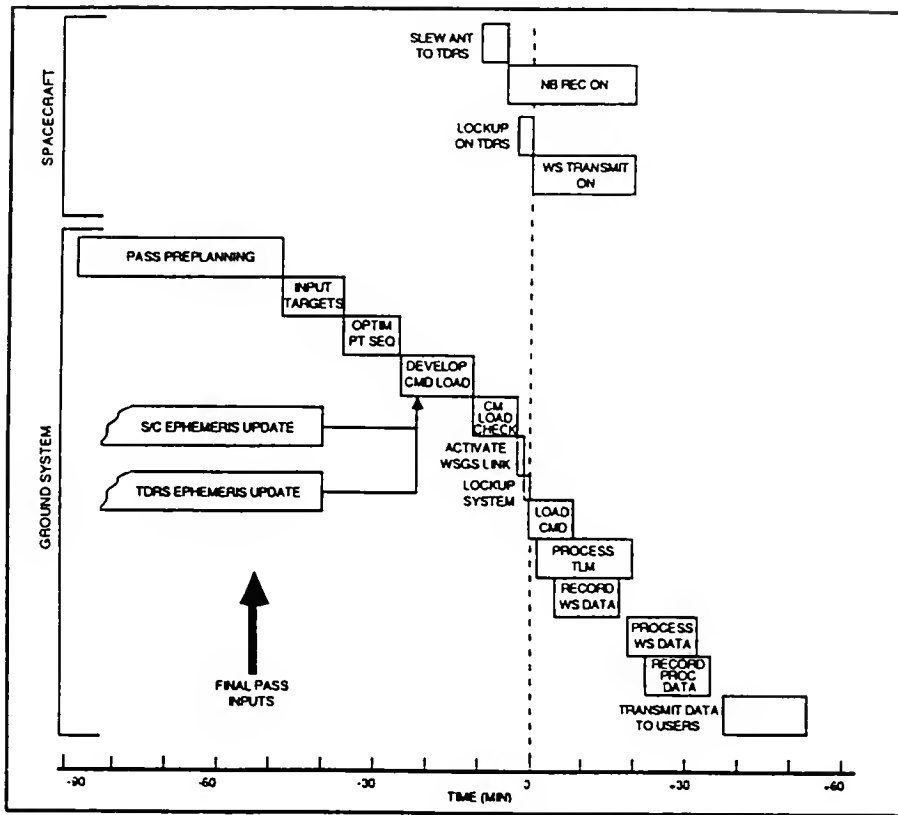 SPACECRAFT
SLEW ANT
TO TDRS
NB REC ON
LOCKUP
ON TDRS
WS TRANSMIT
ON
GROUND SYSTEM
PASS PREPLANNING
INPUT
TARGETS
OPTIM
PT SEQ
DEVELOP
CMD LOAD
CM
LOAD
CHECK
S/C EPHEMERIS UPDATE
ACTIVATE
WSGS LINK
TDRS EPHEMERIS UPDATE
LOCKUP
SYSTEM
LOAD
CMD
PROCESS
TLM
RECORD
WS DATA
PROCESS
WS DATA
RECORD
PROC
DATA
FINAL PASS
INPUTS
TRANSMIT DATA
TO USERS
-90 -60 -30 0 +30 +60
TIME (MIN)